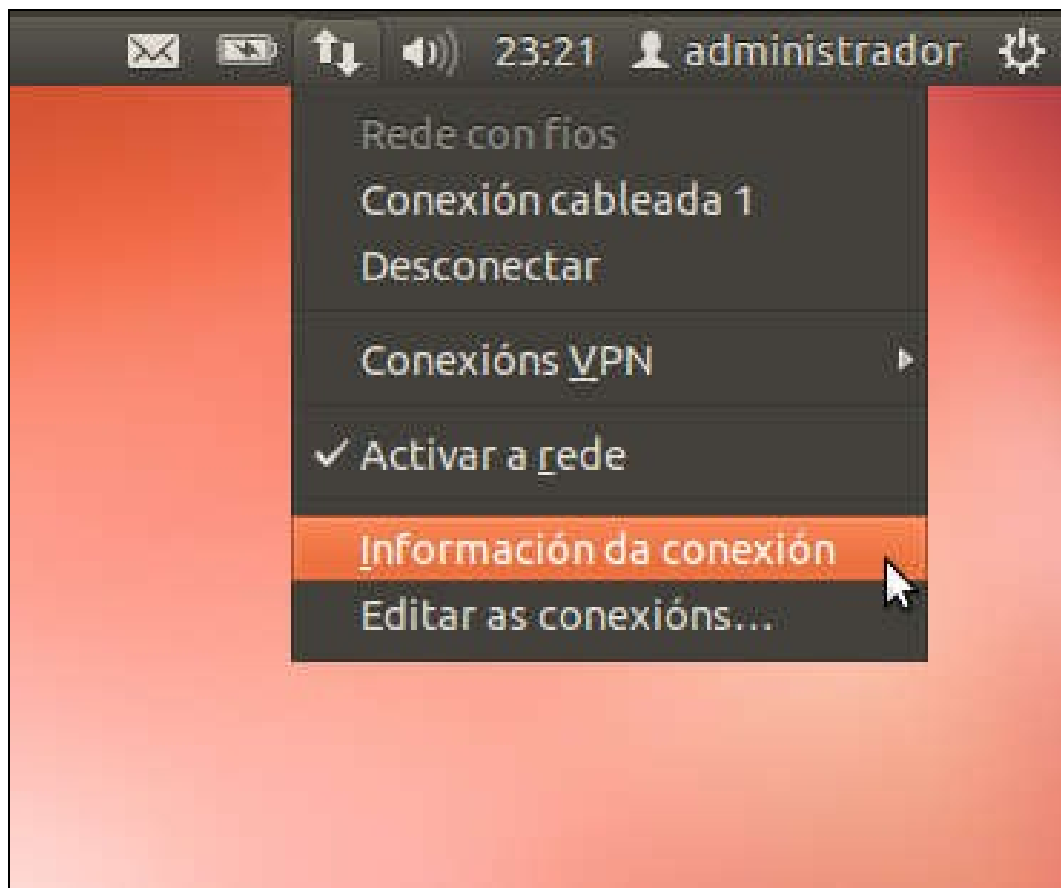 23:21 administrador
Rede con fíos
Conexión cableada 1
Desconectar
Conexións VPN
Activar a rede
Información da conexión
Editar as conexións...